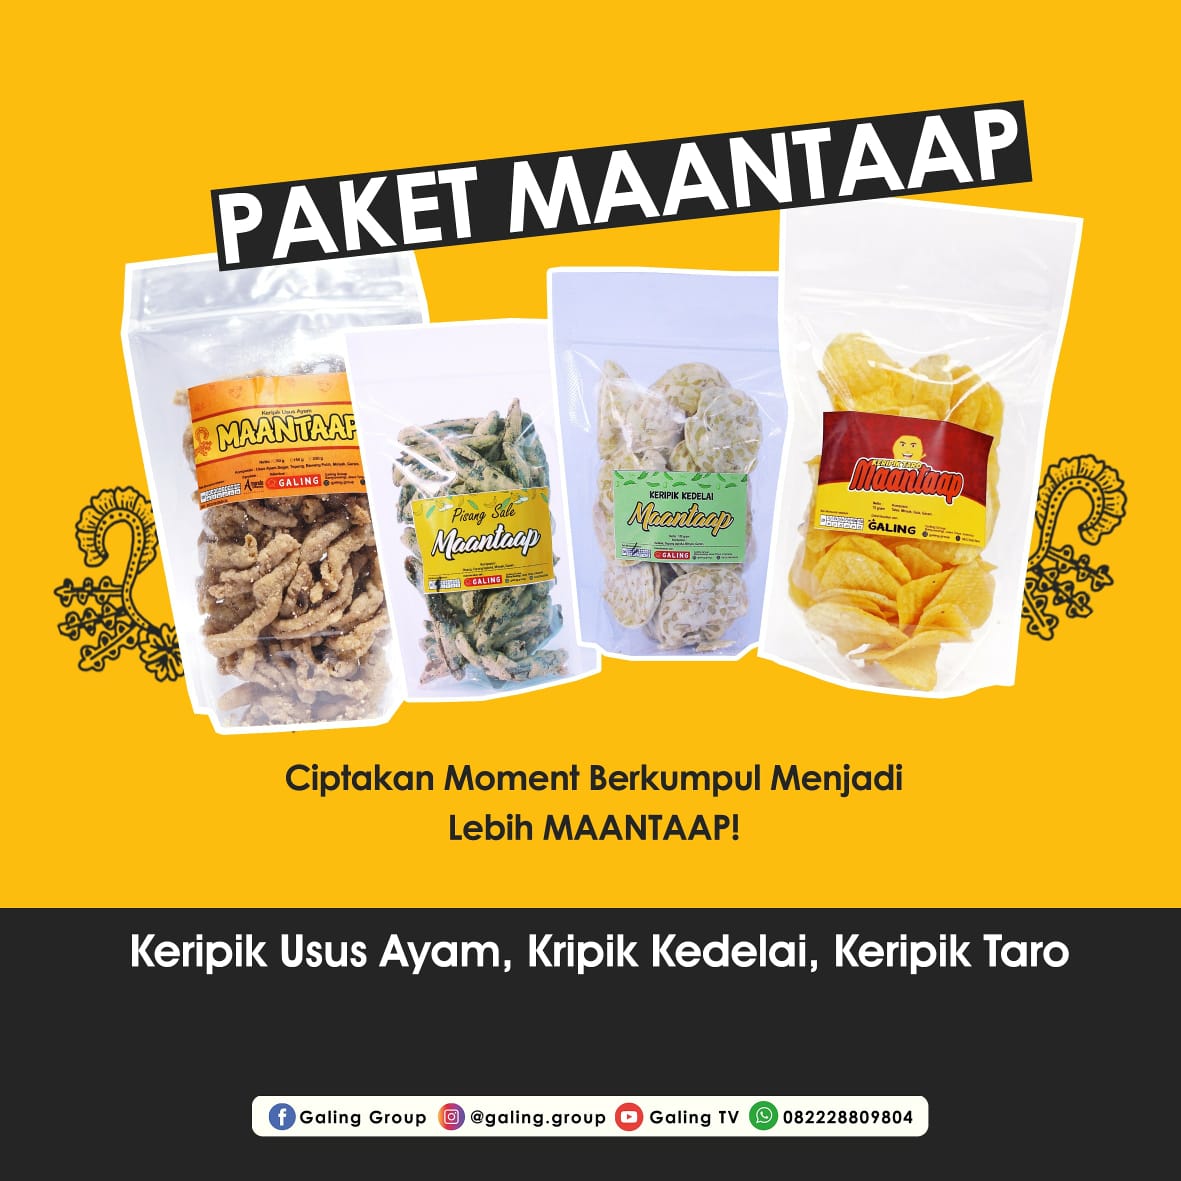 PAKET MAANTAAP
Keripik Usus Ayam
MAANTAAP
GALING
Pisang Sale
Maantaap
GALING
KERIPIK KEDELAI
Maantaap
GALING
KERIPIK TARO
Maantaap
GALING
Ciptakan Moment Berkumpul Menjadi
Lebih MAANTAAP!
Keripik Usus Ayam, Kripik Kedelai, Keripik Taro
Galing Group @galing.group Galing TV 082228809804